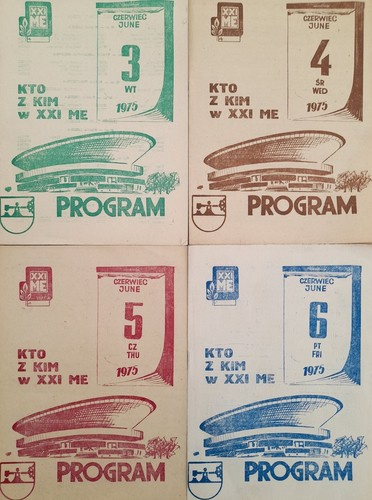 XXI
ME
CZERWIEC
JUNE
3
WT
1975
KTO
Z KIM
w XXI ME
PROGRAM
XXI
ME
CZERWIEC
JUNE
4
ŚR
WED
1975
KTO
Z KIM
w XXI ME
PROGRAM
XXI
ME
CZERWIEC
JUNE
5
CZ
THU
1975
KTO
Z KIM
w XXI ME
PROGRAM
XXI
ME
CZERWIEC
JUNE
6
PT
FRI
1975
KTO
Z KIM
w XXI ME
PROGRAM